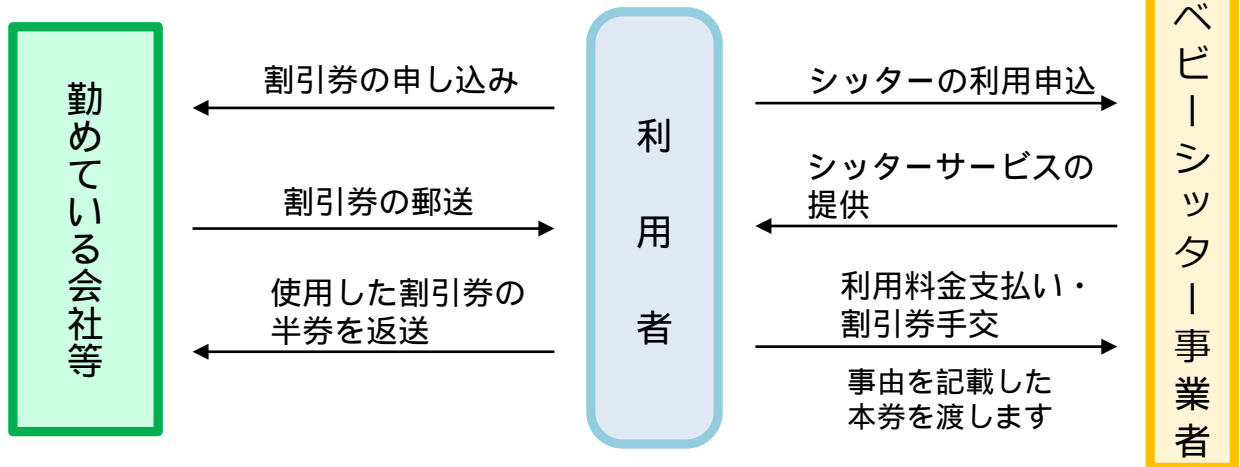 勤めている会社等
割引券の申し込み
割引券の郵送
使用した割引券の
半券を返送
利用者
シッターの利用申込
シッターサービスの
提供
利用料金支払い・
割引券手交
事由を記載した
本券を渡します
ベビーシッター事業者